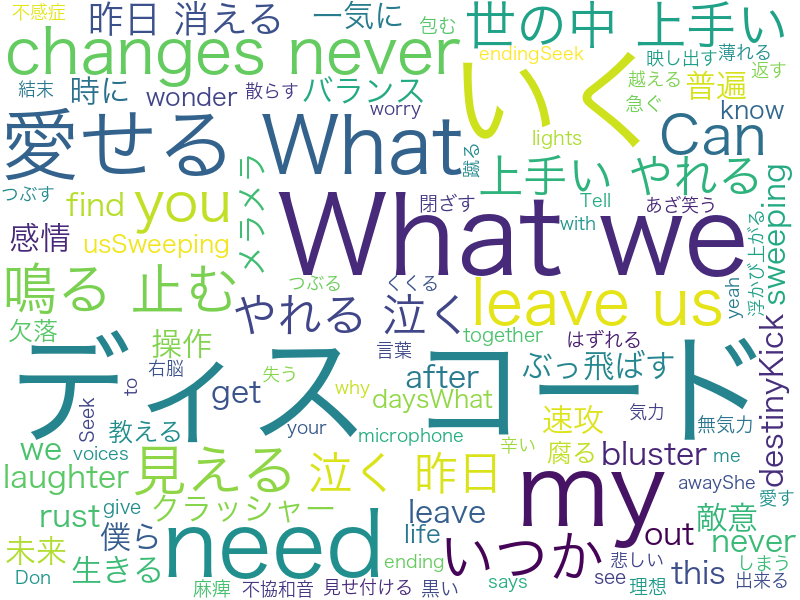 不感症
昨日 消える
一気に
包む
世の中 上手い
changes never
endingSeek
映し出す
薄れる
結末
時に
wonder
散らす
バランス
いく
越える
普遍
返す
worry
急ぐ
know
愛せる
What
lights
Can
蹴る
上手い やれる
つぶす
メラメラ
find
you
What we
閉ざす
Tell
あざ笑う
感情
usSweeping
with
浮かび上がる
sweeping
鳴る 止む
つぶる
くくる
leave us
yeah
やれる 泣く
欠落
操作
together
はずれる
destinyKick
ディス コード
右脳
言葉
失う
ぶっ飛ばす
to
get
after
why
daysWhat
気力
Seek
教える
your
microphone
速攻
無気力
we
voices
見える
泣く 昨日
辛い
腐る
bluster
me
laughter
my
awayShe
愛す
rust
give
クラッシャー
leave
out
敵意
未来
僕ら
need
life
いつか
never
Don
生きる
ending
悲しい
see
this
しまう
麻痺
不協和音
見せ付ける
黒い
says
理想
出来る